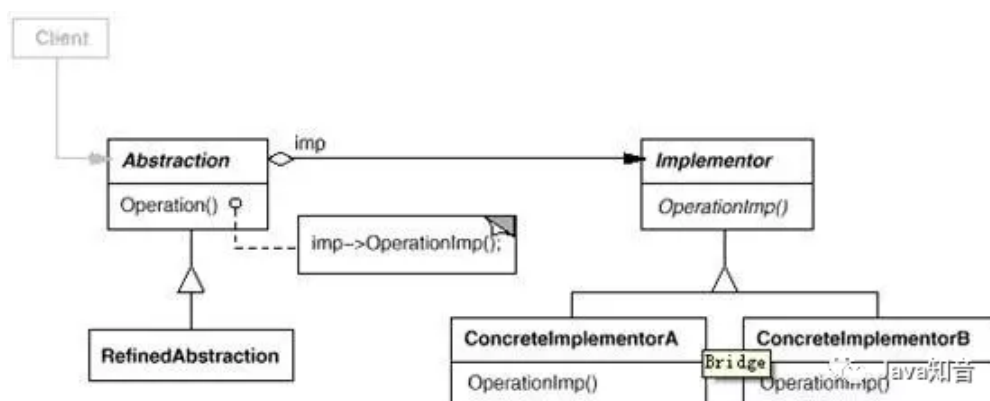 Client
imp
Abstraction
Implementor
Operation()
OperationImp()
imp->OperationImp();
RefinedAbstraction
ConcreteImplementorA
ConcreteImplementorB
Bridge
Java知音
OperationImp()
OperationImp()